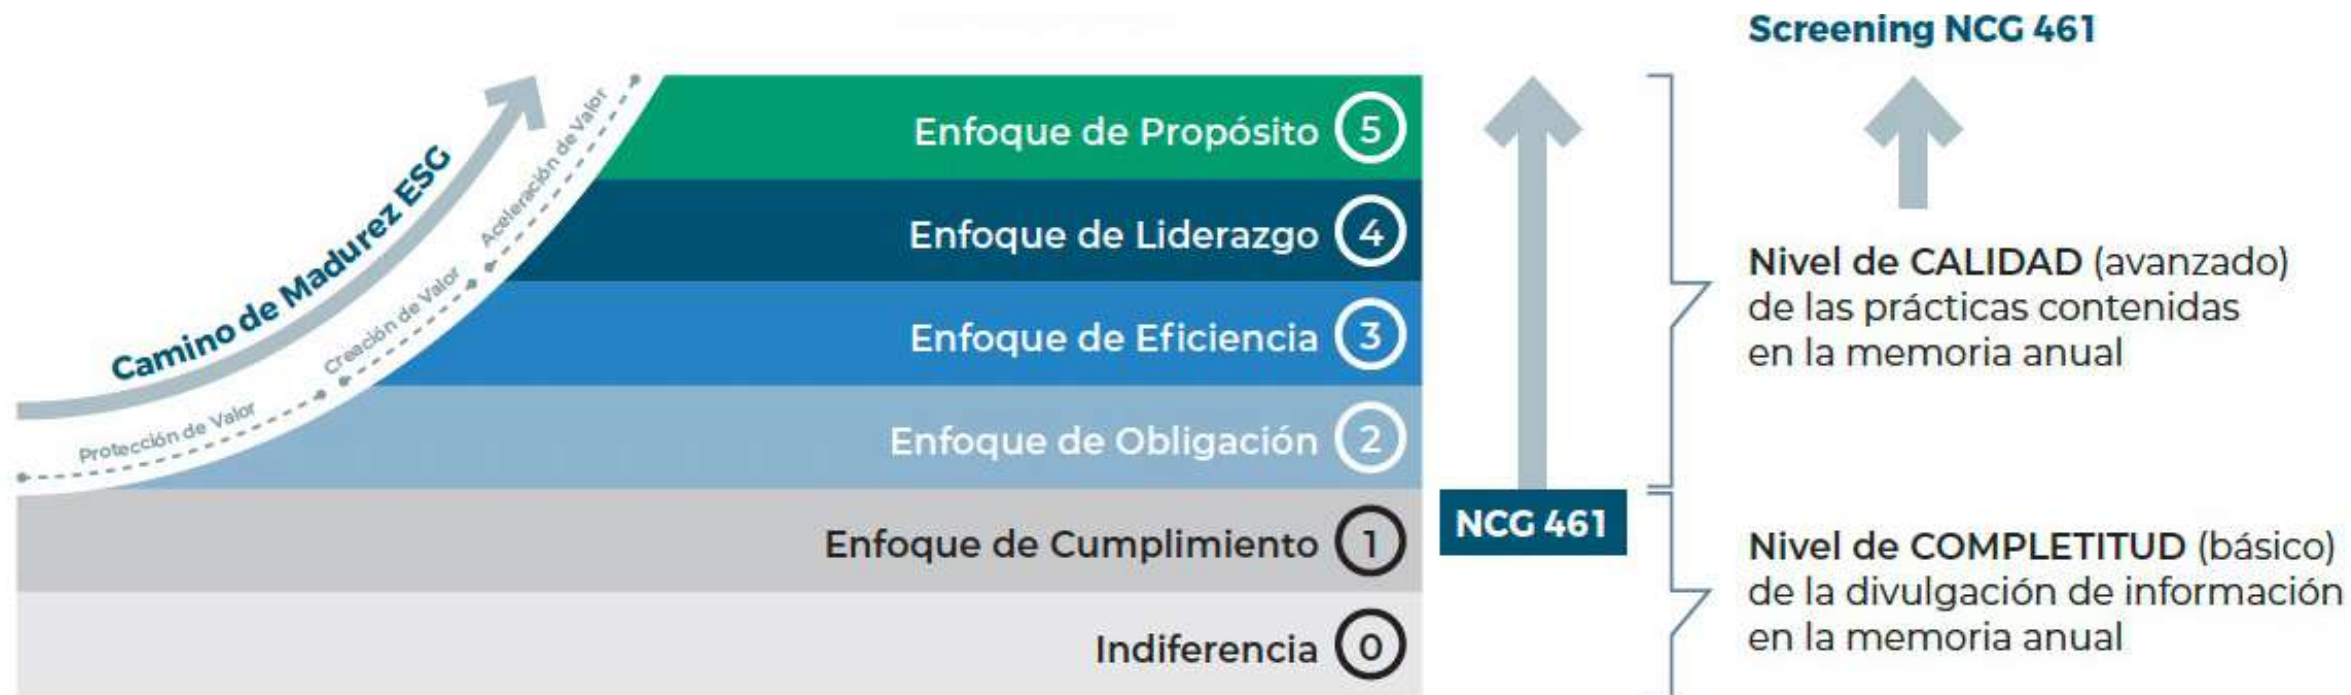 Screening NCG 461
Camino de Madurez ESG
Aceleración de Valor
Creación de Valor
Protección de Valor
Enfoque de Propósito 5
Enfoque de Liderazgo 4
Enfoque de Eficiencia 3
Enfoque de Obligación 2
Enfoque de Cumplimiento 1
Indiferencia 0
NCG 461
Nivel de CALIDAD (avanzado)
de las prácticas contenidas
en la memoria anual
Nivel de COMPLETITUD (básico)
de la divulgación de información
en la memoria anual